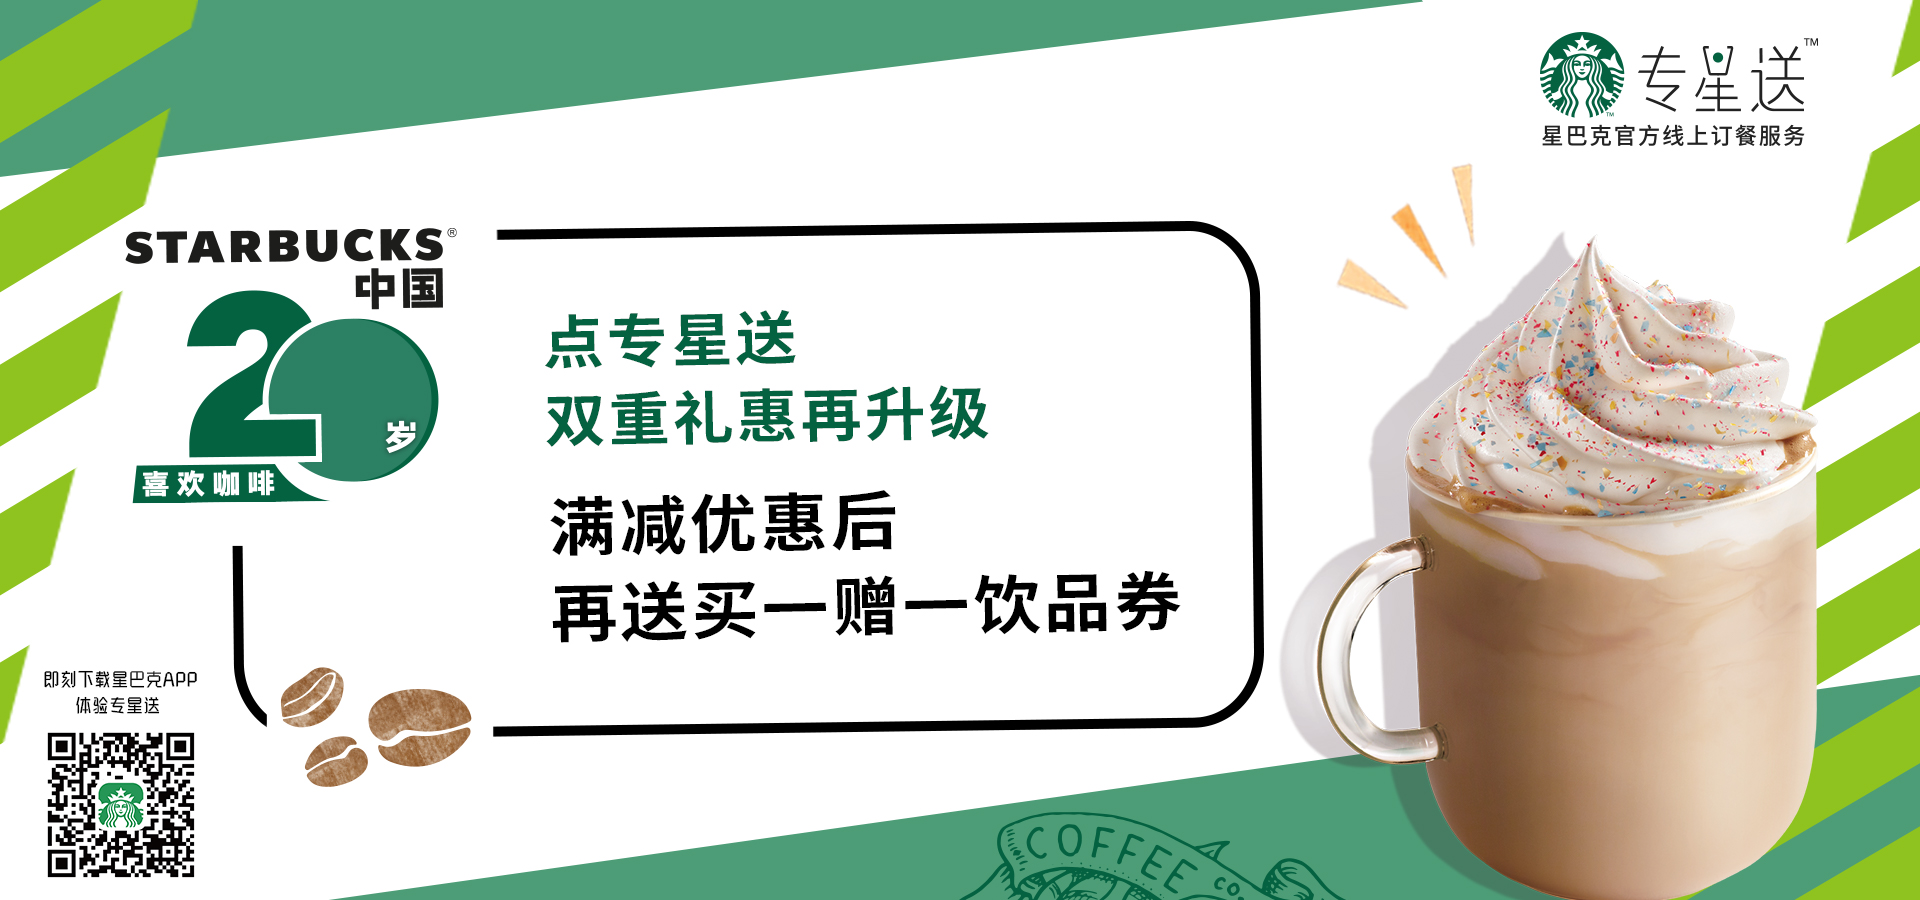 专星送™
星巴克官方线上订餐服务
STARBUCKS®
中国
20
岁
喜欢咖啡
点专星送
双重礼惠再升级
满减优惠后
再送买一赠一饮品券
即刻下载星巴克APP
体验专星送
COFFEE CO.